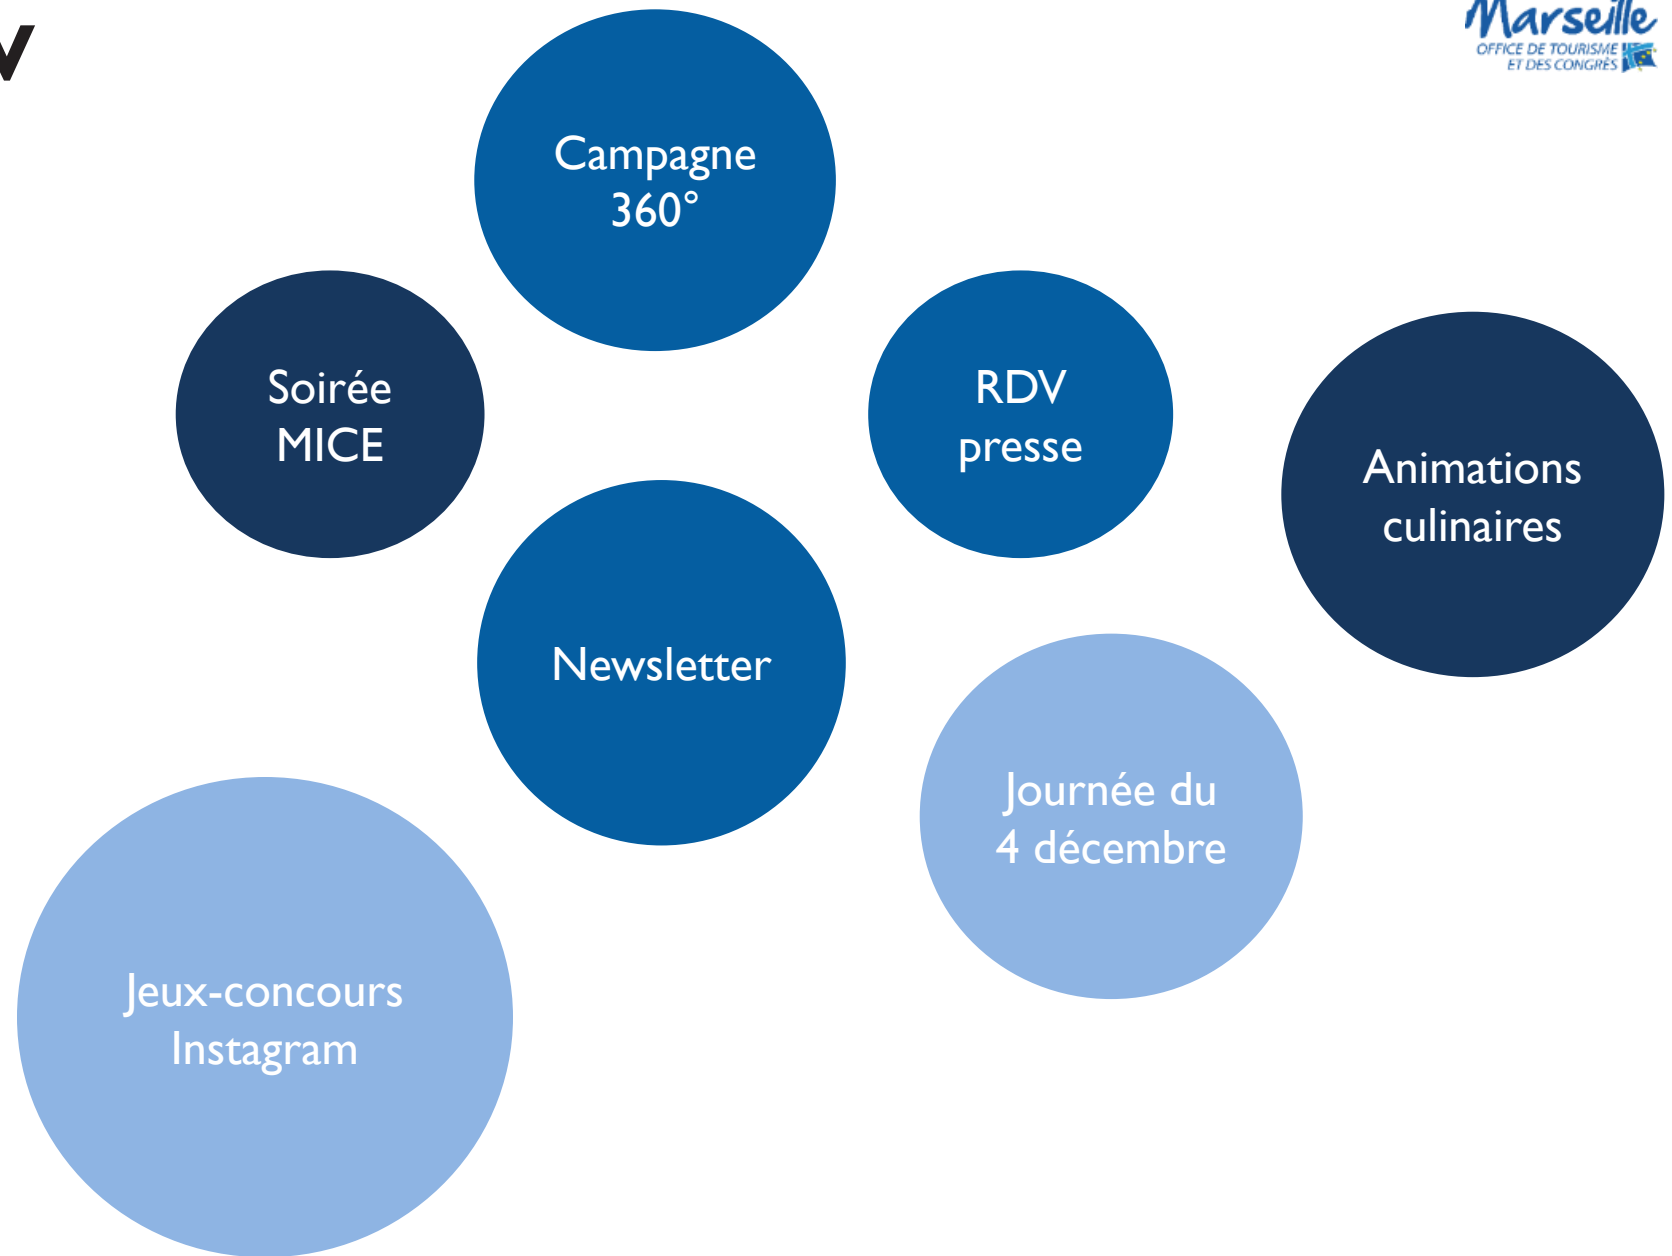 Marseille
OFFICE DE TOURISME
ET DES CONGRÈS
Campagne
360°
Soirée
MICE
RDV
presse
Animations
culinaires
Newsletter
Journée du
4 décembre
Jeux-concours
Instagram